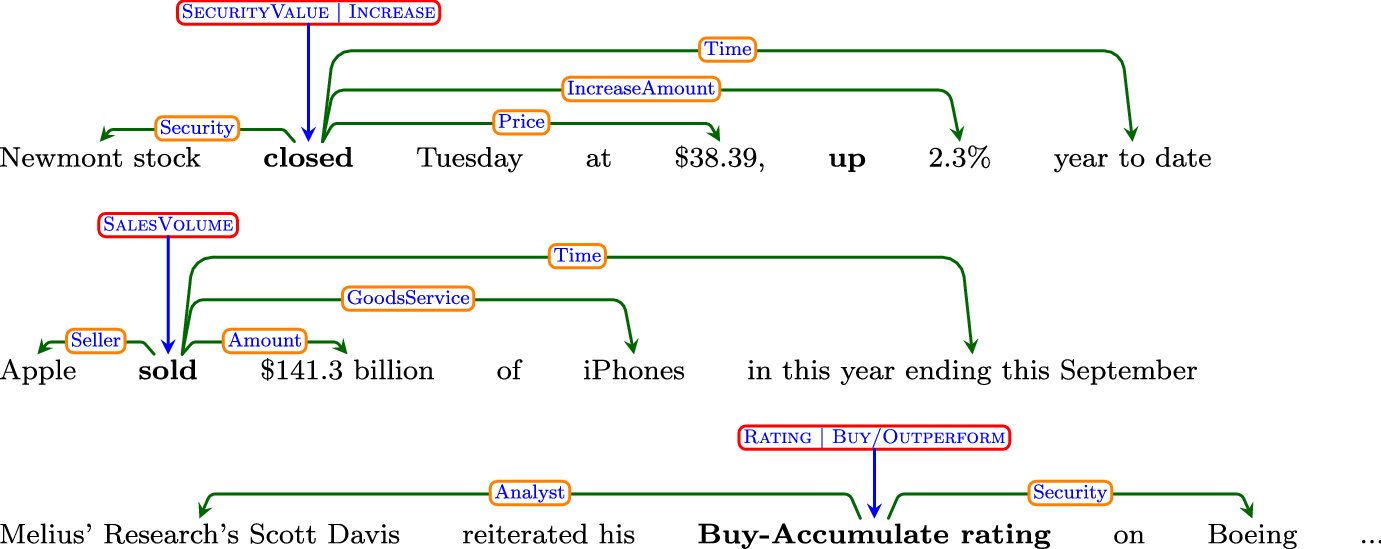 SecurityValue | Increase
Time
IncreaseAmount
Price
Security
Newmont stock closed Tuesday at $38.39, up 2.3% year to date
SalesVolume
Time
GoodsService
Seller Amount
Apple sold $141.3 billion of iPhones in this year ending this September
Rating | Buy/Outperform
Analyst Security
Melius' Research's Scott Davis reiterated his Buy-Accumulate rating on Boeing ...